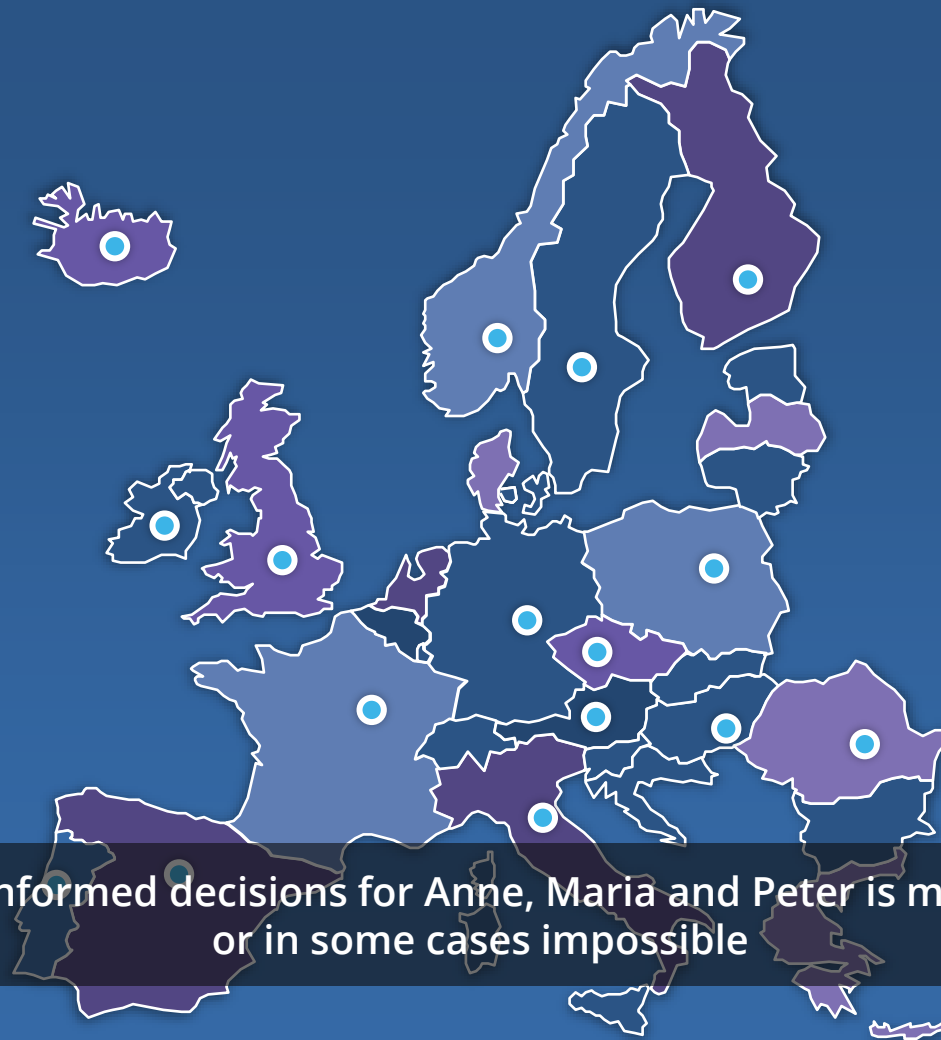 nformed decisions for Anne, Maria and Peter is m
or in some cases impossible